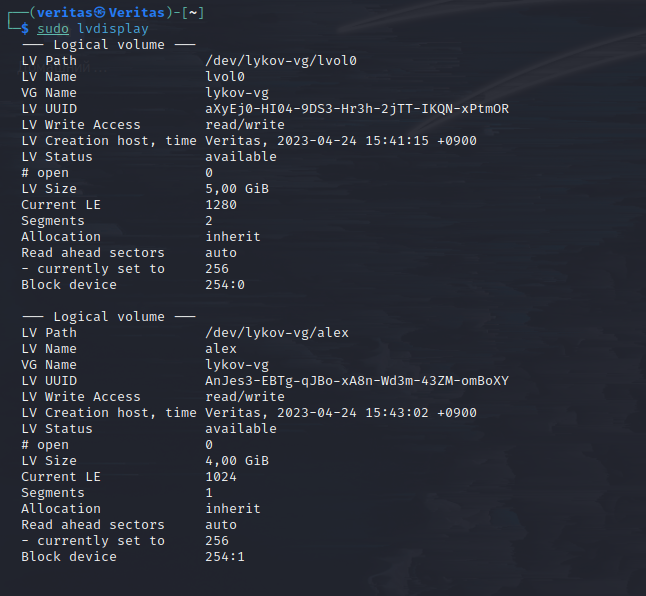 ┌──(veritas㉿Veritas)-[~]
└─$ sudo lvdisplay
--- Logical volume ---
LV Path                /dev/lykov-vg/lvol0
LV Name                lvol0
VG Name                lykov-vg
LV UUID                aXyEj0-HI04-9DS3-Hr3h-2jTT-IKQN-xPtmOR
LV Write Access        read/write
LV Creation host, time Veritas, 2023-04-24 15:41:15 +0900
LV Status              available
# open                 0
LV Size                5,00 GiB
Current LE             1280
Segments               2
Allocation             inherit
Read ahead sectors     auto
- currently set to     256
Block device           254:0

--- Logical volume ---
LV Path                /dev/lykov-vg/alex
LV Name                alex
VG Name                lykov-vg
LV UUID                AnJes3-EBTg-qJBo-xA8n-Wd3m-43ZM-omBoXY
LV Write Access        read/write
LV Creation host, time Veritas, 2023-04-24 15:43:02 +0900
LV Status              available
# open                 0
LV Size                4,00 GiB
Current LE             1024
Segments               1
Allocation             inherit
Read ahead sectors     auto
- currently set to     256
Block device           254:1